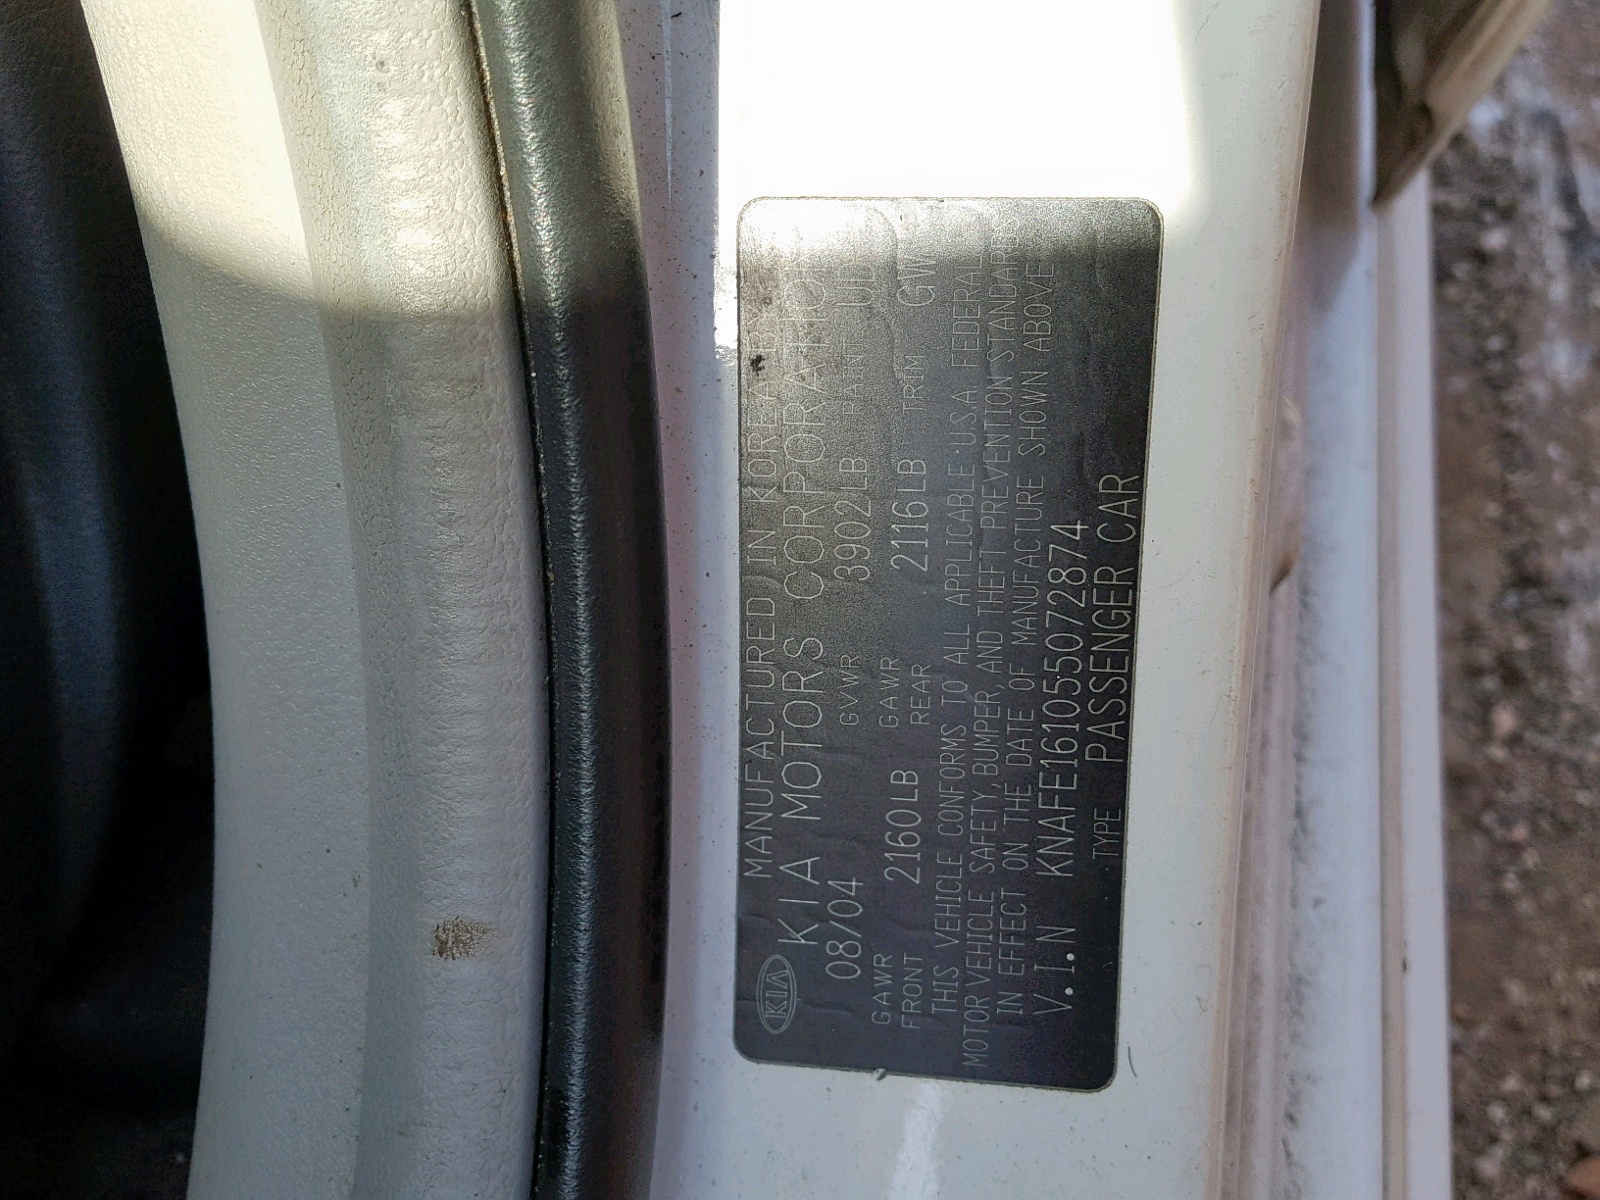 KIA MANUFACTURED IN KOREA
KIA MOTORS CORPORATION
08/04 GVWR 3902LB PAINT UD
GAWR FRONT 2160LB GAWR REAR 2116LB TRIM
THIS VEHICLE CONFORMS TO ALL APPLICABLE U.S.A. FEDERAL
MOTOR VEHICLE SAFETY, BUMPER, AND THEFT PREVENTION STANDARDS
IN EFFECT ON THE DATE OF MANUFACTURE SHOWN ABOVE
V.I.N KNAFE161055072874
TYPE PASSENGER CAR